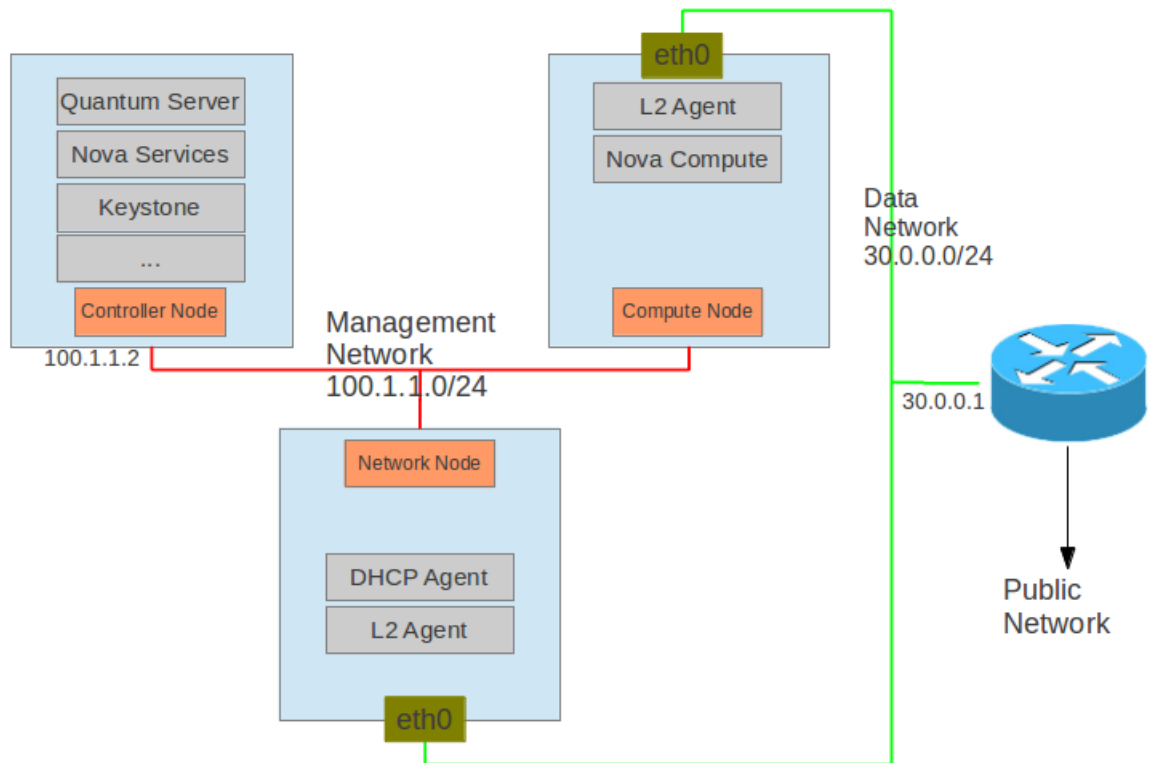 eth0
Quantum Server
Nova Services
Keystone
...
Controller Node
100.1.1.2
L2 Agent
Nova Compute
Compute Node
Data
Network
30.0.0.0/24
Management
Network
100.1.1.0/24
30.0.0.1
Network Node
DHCP Agent
L2 Agent
eth0
Public
Network